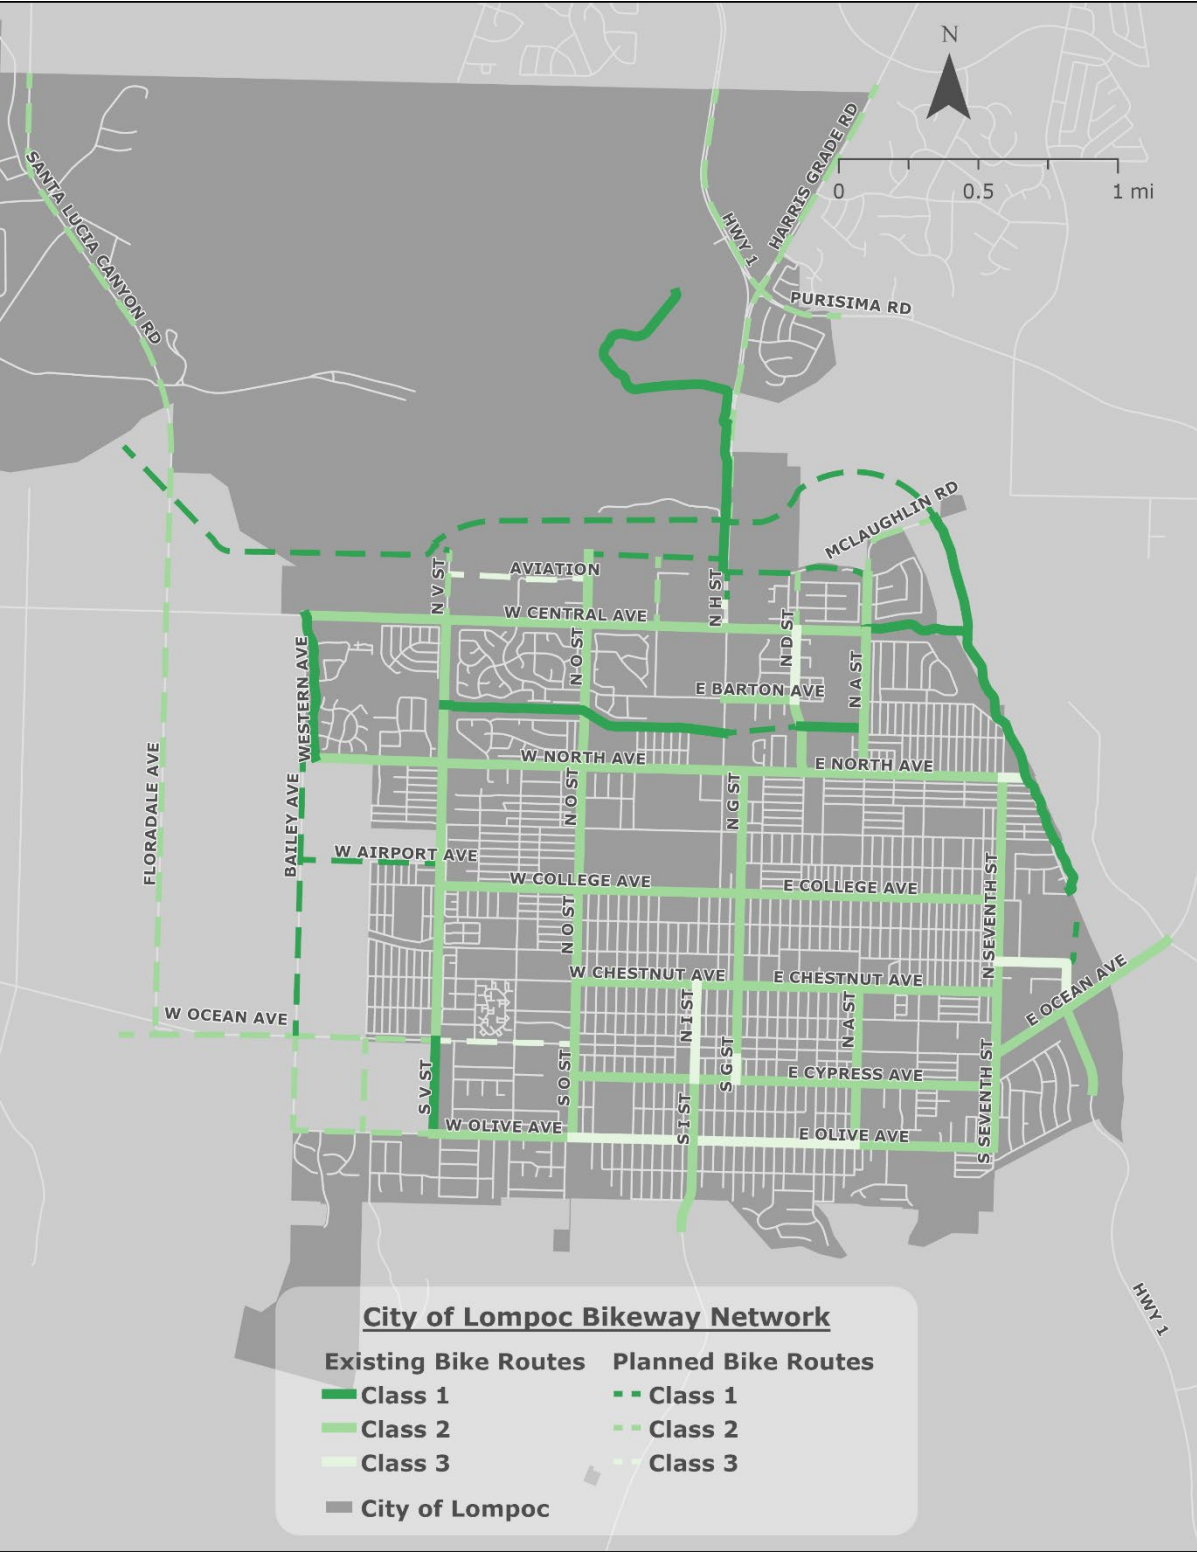 N
HARRIS GRADE RD
0
0.5
1 mi
SANTA LUCIA CANYON RD
HWY 1
PURISIMA RD
MCLAUGHLIN RD
AVIATION
N V ST
N H ST
W CENTRAL AVE
N D ST
N O ST
WESTERN AVE
N A ST
E BARTON AVE
FLORADALE AVE
BAILEY AVE
W NORTH AVE
E NORTH AVE
N O ST
N G ST
W AIRPORT AVE
W COLLEGE AVE
E COLLEGE AVE
N SEVENTH ST
N O ST
W CHESTNUT AVE
E CHESTNUT AVE
E OCEAN AVE
W OCEAN AVE
N I ST
N A ST
S V ST
S O ST
S G ST
E CYPRESS AVE
S SEVENTH ST
S I ST
W OLIVE AVE
E OLIVE AVE
HWY 1
City of Lompoc Bikeway Network
Existing Bike Routes
Planned Bike Routes
Class 1
Class 1
Class 2
Class 2
Class 3
Class 3
City of Lompoc